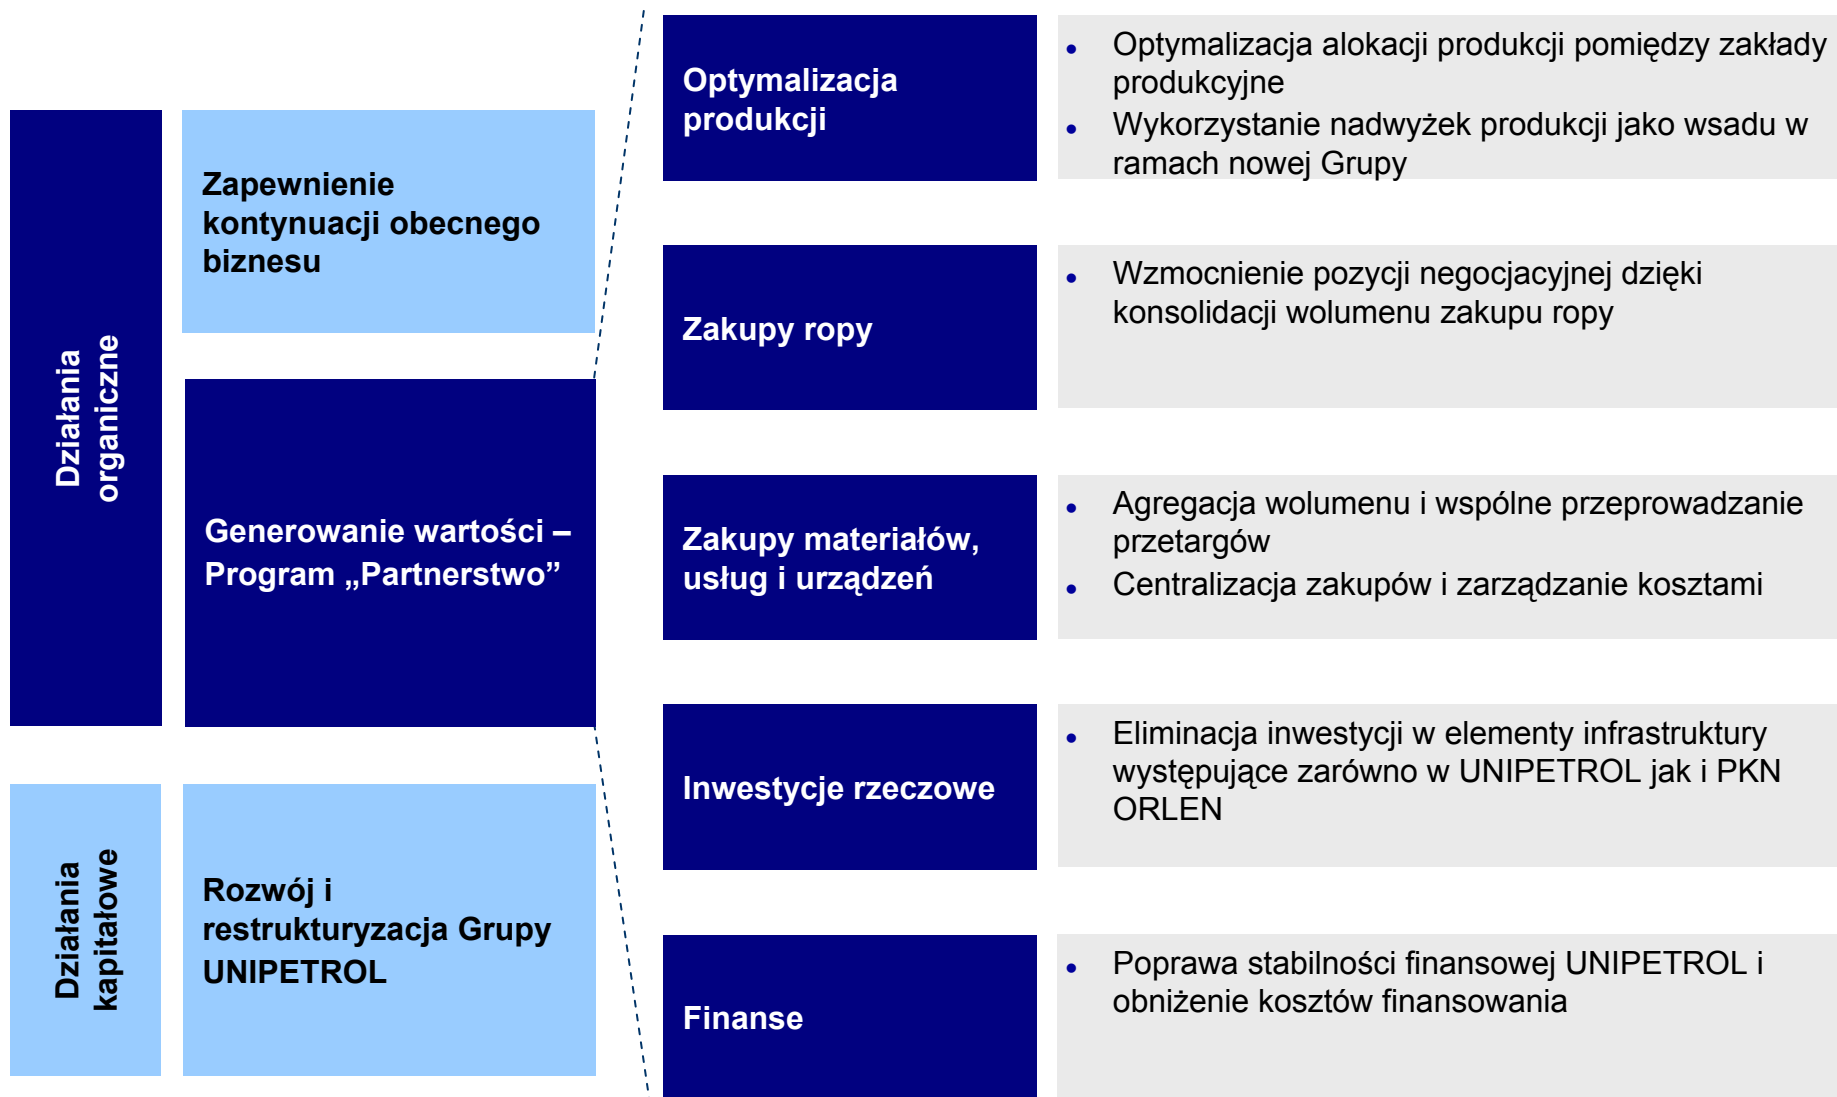 Działania
organiczne
Zapewnienie
kontynuacji obecnego
biznesu
Generowanie wartości –
Program „Partnerstwo”
Działania
kapitałowe
Rozwój i
restrukturyzacja Grupy
UNIPETROL
Optymalizacja
produkcji
Optymalizacja alokacji produkcji pomiędzy zakłady
produkcyjne
Wykorzystanie nadwyżek produkcji jako wsadu w
ramach nowej Grupy
Zakupy ropy
Wzmocnienie pozycji negocjacyjnej dzięki
konsolidacji wolumenu zakupu ropy
Zakupy materiałów,
usług i urządzeń
Agregacja wolumenu i wspólne przeprowadzanie
przetargów
Centralizacja zakupów i zarządzanie kosztami
Inwestycje rzeczowe
Eliminacja inwestycji w elementy infrastruktury
występujące zarówno w UNIPETROL jak i PKN
ORLEN
Finanse
Poprawa stabilności finansowej UNIPETROL i
obniżenie kosztów finansowania